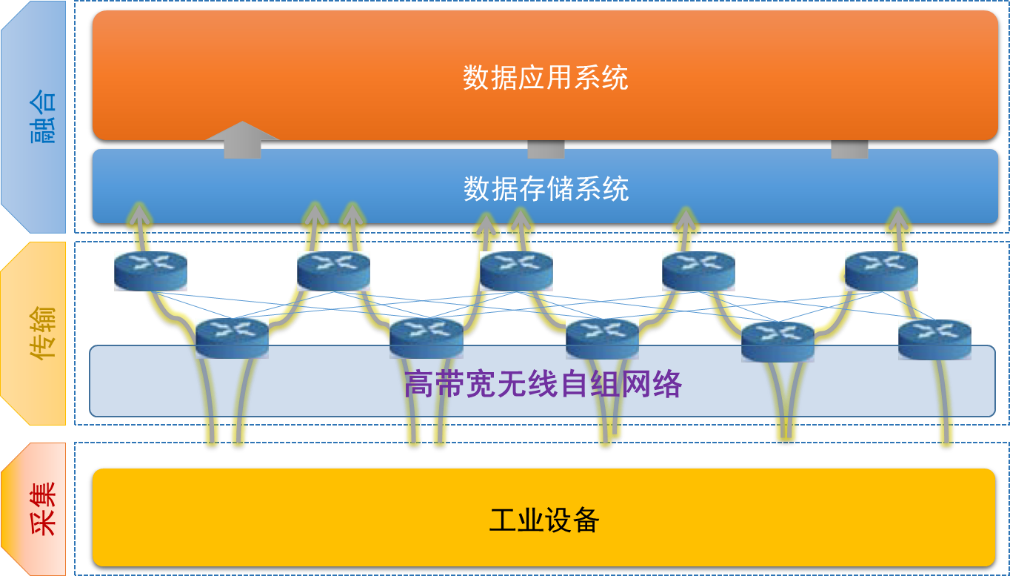 融合
数据应用系统
数据存储系统
传输
高带宽无线自组网络
采集
工业设备